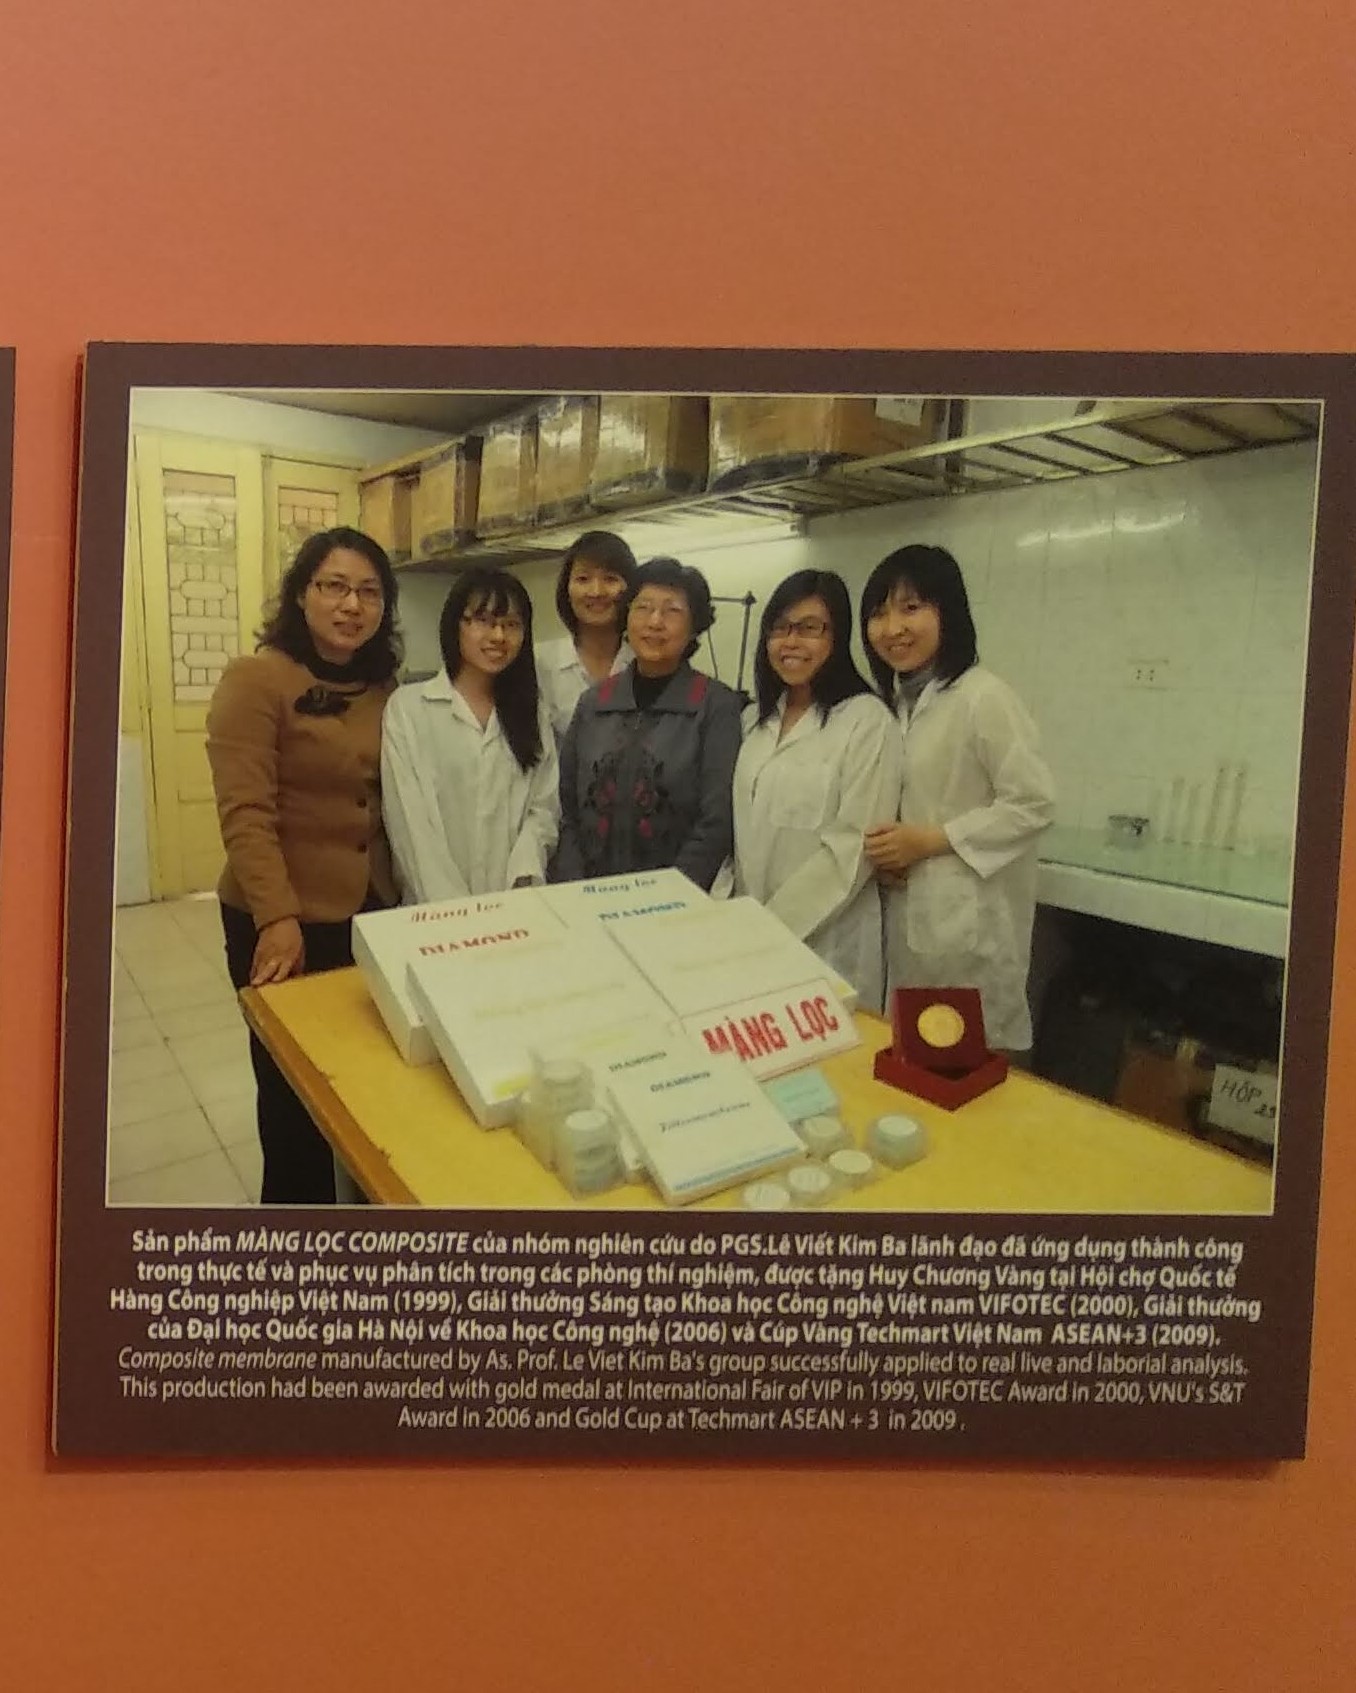 Màng lọc
DIAMOND
Màng lọc
DIAMOND
MÀNG LỌC
DIAMOND
DIAMOND
HỘP
Sản phẩm MÀNG LỌC COMPOSITE của nhóm nghiên cứu do PGS.Lê Viết Kim Ba lãnh đạo đã ứng dụng thành công
trong thực tế và phục vụ phân tích trong các phòng thí nghiệm, được tặng Huy Chương Vàng tại Hội chợ Quốc tế
Hàng Công nghiệp Việt Nam (1999), Giải thưởng Sáng tạo Khoa học Công nghệ Việt nam VIFOTEC (2000), Giải thưởng
của Đại học Quốc gia Hà Nội về Khoa học Công nghệ (2006) và Cúp Vàng Techmart Việt Nam ASEAN+3 (2009).
Composite membrane manufactured by As. Prof. Le Viet Kim Ba's group successfully applied to real live and laborial analysis.
This production had been awarded with gold medal at International Fair of VIP in 1999, VIFOTEC Award in 2000, VNU's S&T
Award in 2006 and Gold Cup at Techmart ASEAN + 3 in 2009.